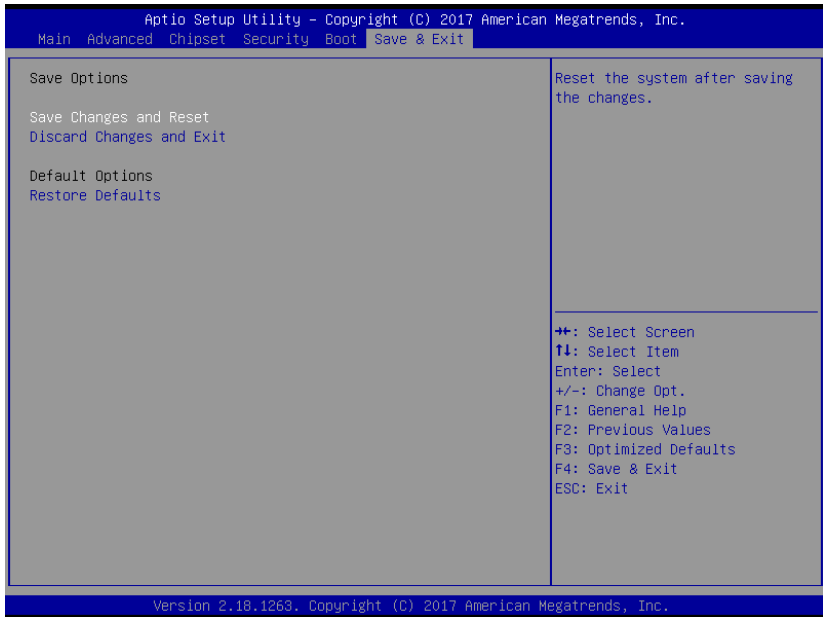 Aptio Setup Utility – Copyright (C) 2017 American Megatrends, Inc.
Main Advanced Chipset Security Boot Save & Exit
Save Options
Save Changes and Reset
Discard Changes and Exit
Default Options
Restore Defaults
Reset the system after saving
the changes.
→←: Select Screen
↑↓: Select Item
Enter: Select
+/-: Change Opt.
F1: General Help
F2: Previous Values
F3: Optimized Defaults
F4: Save & Exit
ESC: Exit
Version 2.18.1263. Copyright (C) 2017 American Megatrends, Inc.